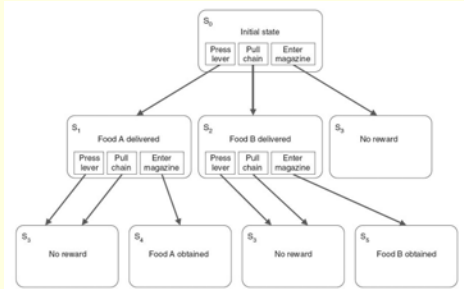 S0
Initial state
Press lever
Pull chain
Enter magazine
S1
Food A delivered
Press lever
Pull chain
Enter magazine
S2
Food B delivered
Press lever
Pull chain
Enter magazine
S3
No reward
S3
No reward
S4
Food A obtained
S3
No reward
S5
Food B obtained